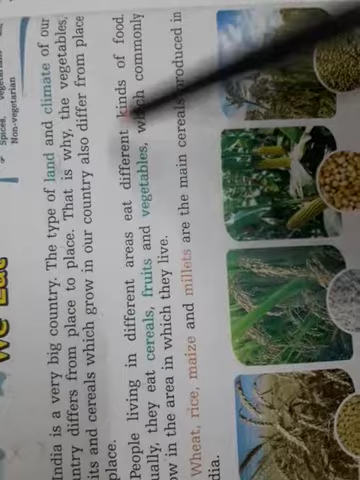 Spices,
Non-vegetarian
We Eat
India is a very big country. The type of land and climate of our
untry differs from place to place. That is why, the vegetables,
its and cereals which grow in our country also differ from place
place.
People living in different areas eat different kinds of food.
ually, they eat cereals, fruits and vegetables, which commonly
ow in the area in which they live.
Wheat, rice, maize and millets are the main cereals produced in
dia.